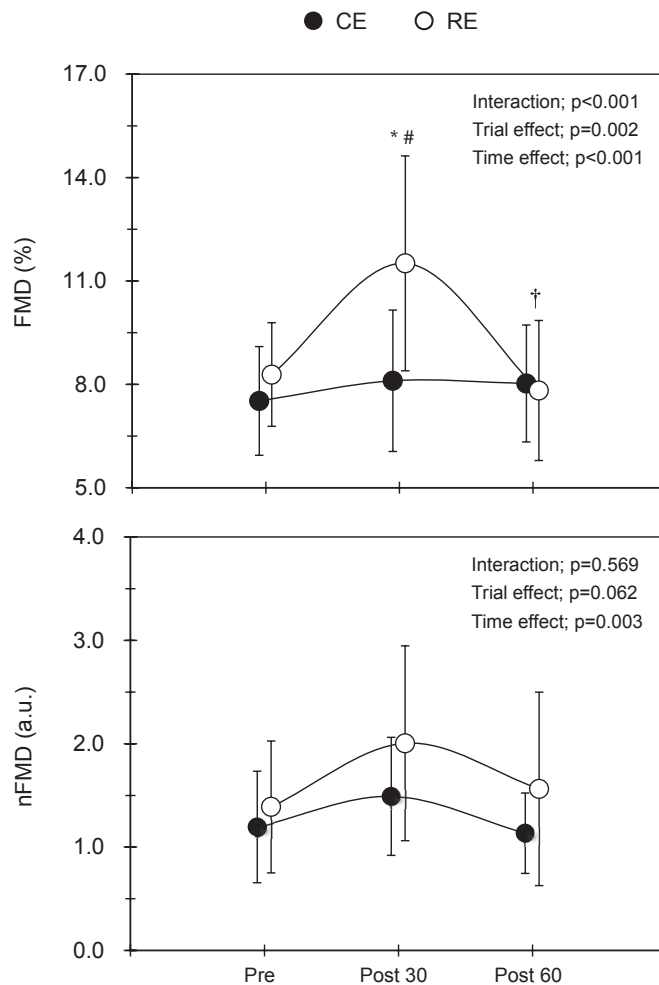 CE RE
17.0
14.0
11.0
8.0
5.0
FMD (%)
Interaction; p<0.001
Trial effect; p=0.002
Time effect; p<0.001
* #
†
4.0
3.0
2.0
1.0
0.0
nFMD (a.u.)
Interaction; p=0.569
Trial effect; p=0.062
Time effect; p=0.003
Pre Post 30 Post 60